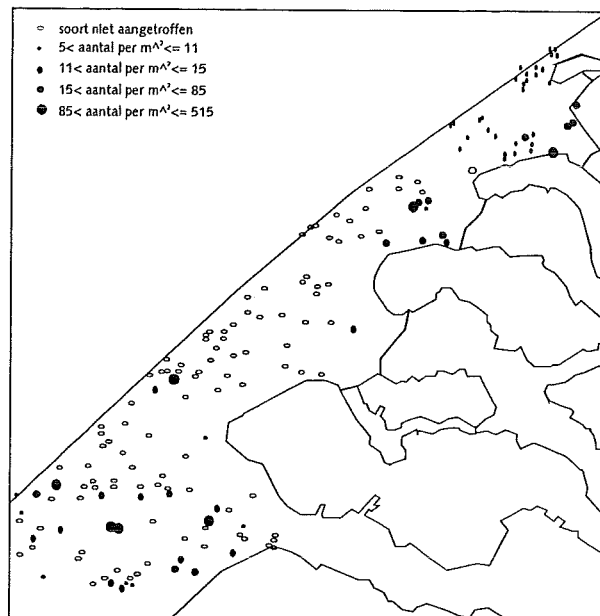 soort niet aangetroffen
5< aantal per m^²<= 11
11< aantal per m^²<= 15
15< aantal per m^²<= 85
85< aantal per m^²<= 515